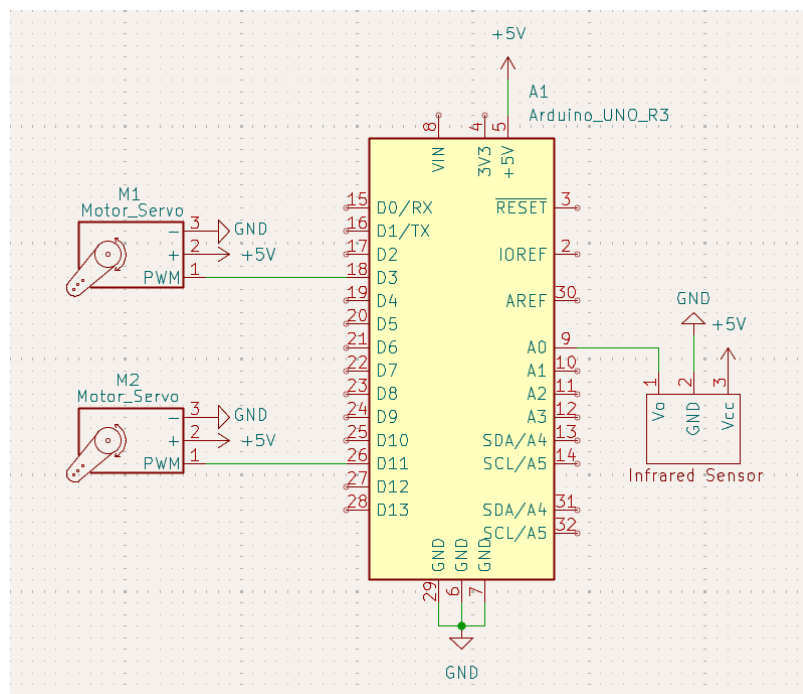 +5V
A1
Arduino_UNO_R3
8
4
5
VIN
3V3
+5V
M1
Motor_Servo
3
GND
−
2
+5V
+
1
PWM
15
D0/RX
16
D1/TX
17
D2
18
D3
19
D4
20
D5
21
D6
22
D7
23
D8
24
D9
25
D10
26
D11
27
D12
28
D13
RESET
3
IOREF
2
AREF
30
A0
9
A1
10
A2
11
A3
12
SDA/A4
13
SCL/A5
14
SDA/A4
31
SCL/A5
32
GND
GND
GND
29
6
7
GND
M2
Motor_Servo
3
GND
−
2
+5V
+
1
PWM
GND
+5V
1
2
3
Vo
GND
Vcc
Infrared Sensor